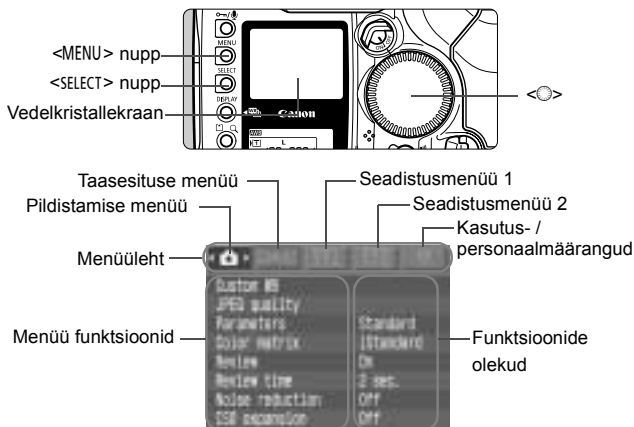 MENU
<MENU> nupp
SELECT
<SELECT> nupp
DISPLAY
Vedelkristallekraan
Canon
L
Taasesituse menüü
Seadistusmenüü 1
Pildistamise menüü
Seadistusmenüü 2
Kasutus- /
personaalmäärangud
Menüüleht
Custom WB
JPEG quality
Parameters Standard
Color matrix 1Standard
Review On
Review time 2 sec.
Noise reduction Off
ISO expansion Off
Menüü funktsioonid
Funktsioonide
olekud